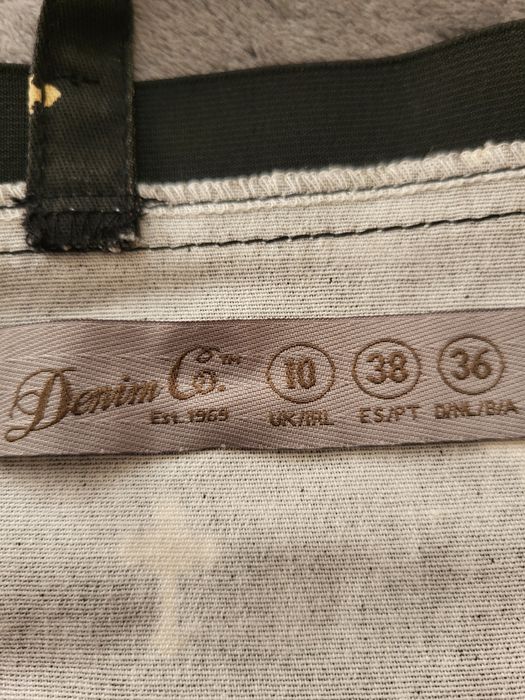 Denim Co.™ 10 38 36
Est. 1969 UK/IRL ES/PT D/NL/B/A